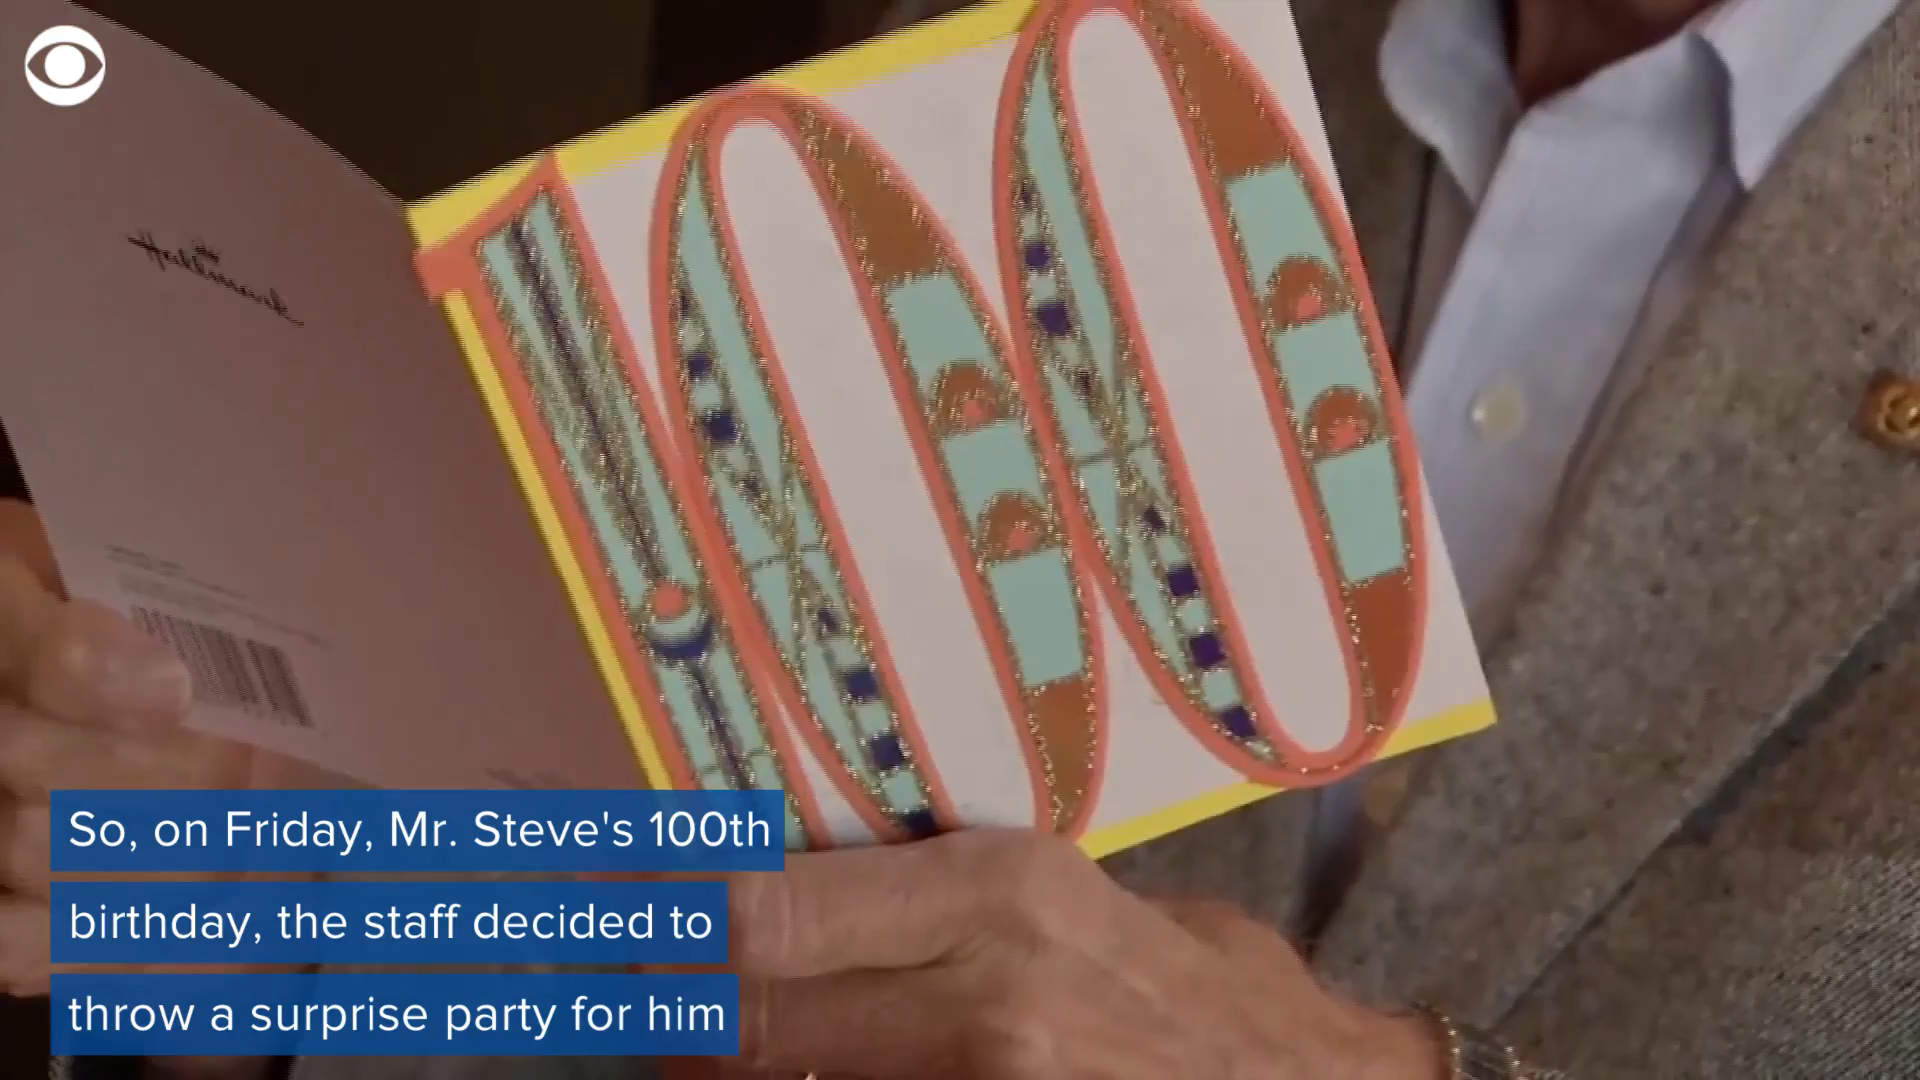 Hallmark
100
So, on Friday, Mr. Steve's 100th
birthday, the staff decided to
throw a surprise party for him